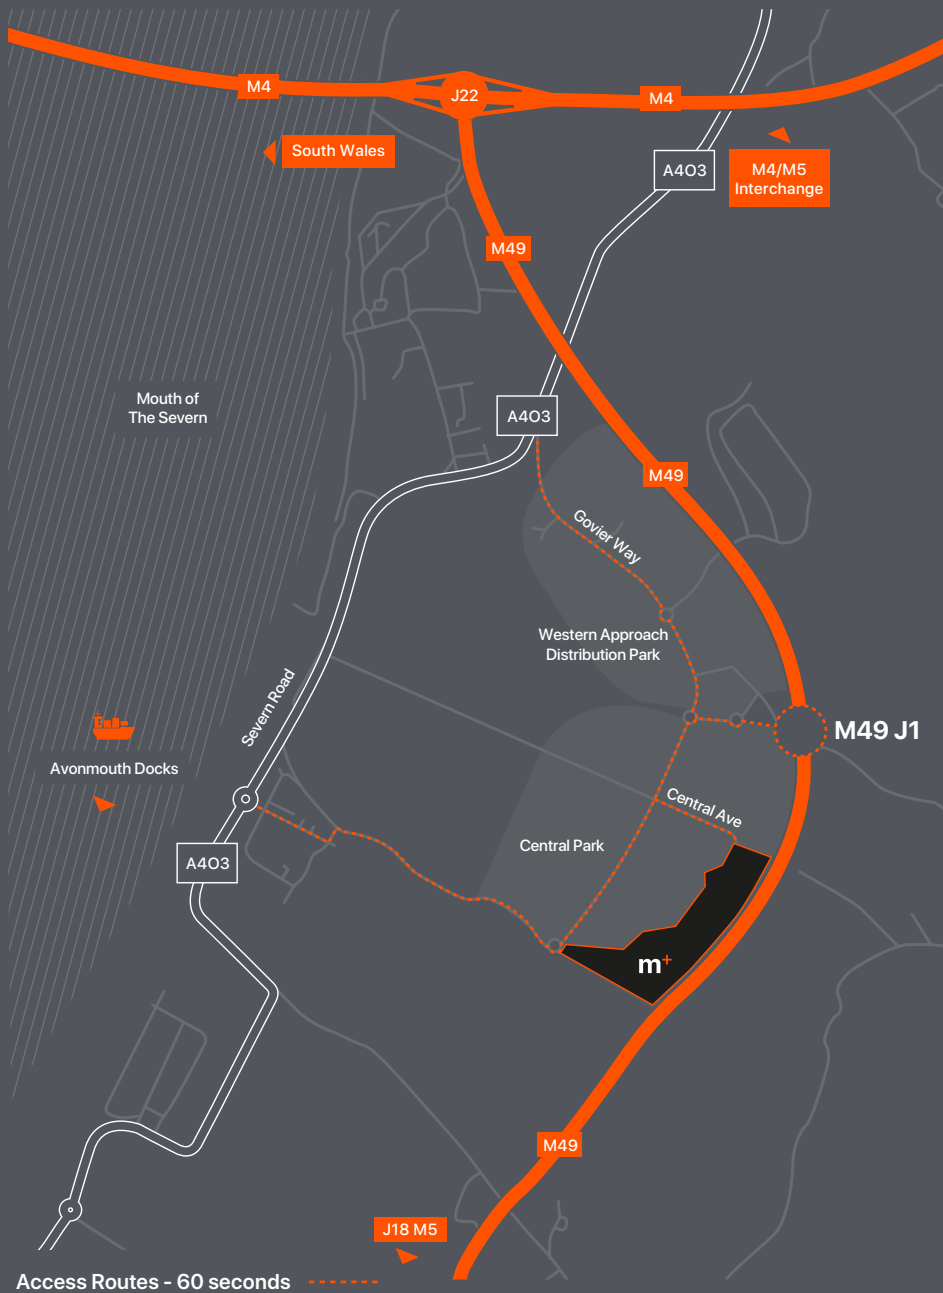 M4
J22
M4
South Wales
A403
M4/M5
Interchange
M49
Mouth of
The Severn
A403
M49
Govier Way
Western Approach
Distribution Park
Severn Road
M49 J1
Avonmouth Docks
Central Ave
Central Park
A403
m+
M49
J18 M5
Access Routes - 60 seconds